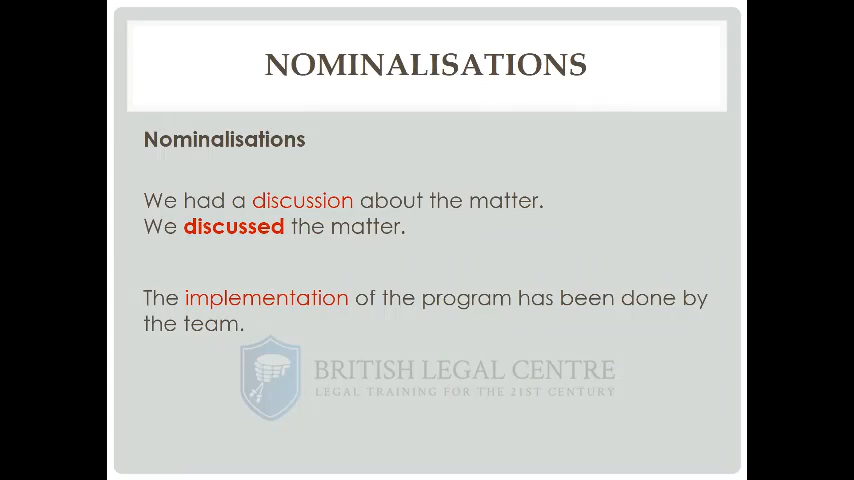 NOMINALISATIONS
Nominalisations
We had a discussion about the matter.
We discussed the matter.
The implementation of the program has been done by
the team.
BRITISH LEGAL CENTRE
LEGAL TRAINING FOR THE 21ST CENTURY